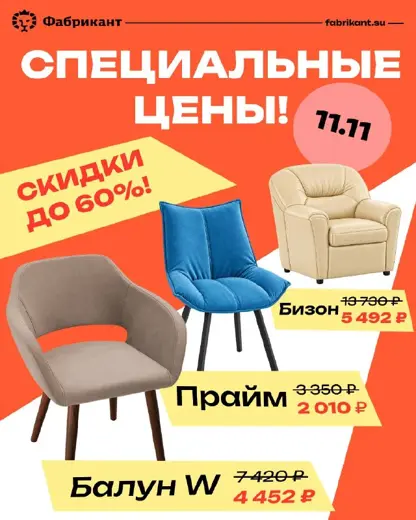 Фабрикант
fabrikant.su
СПЕЦИАЛЬНЫЕ
ЦЕНЫ!
11.11
СКИДКИ
ДО 60%!
Бизон 13 730 ₽
5 492 ₽
Прайм 3 350 ₽
2 010 ₽
Балун W 7 420 ₽
4 452 ₽